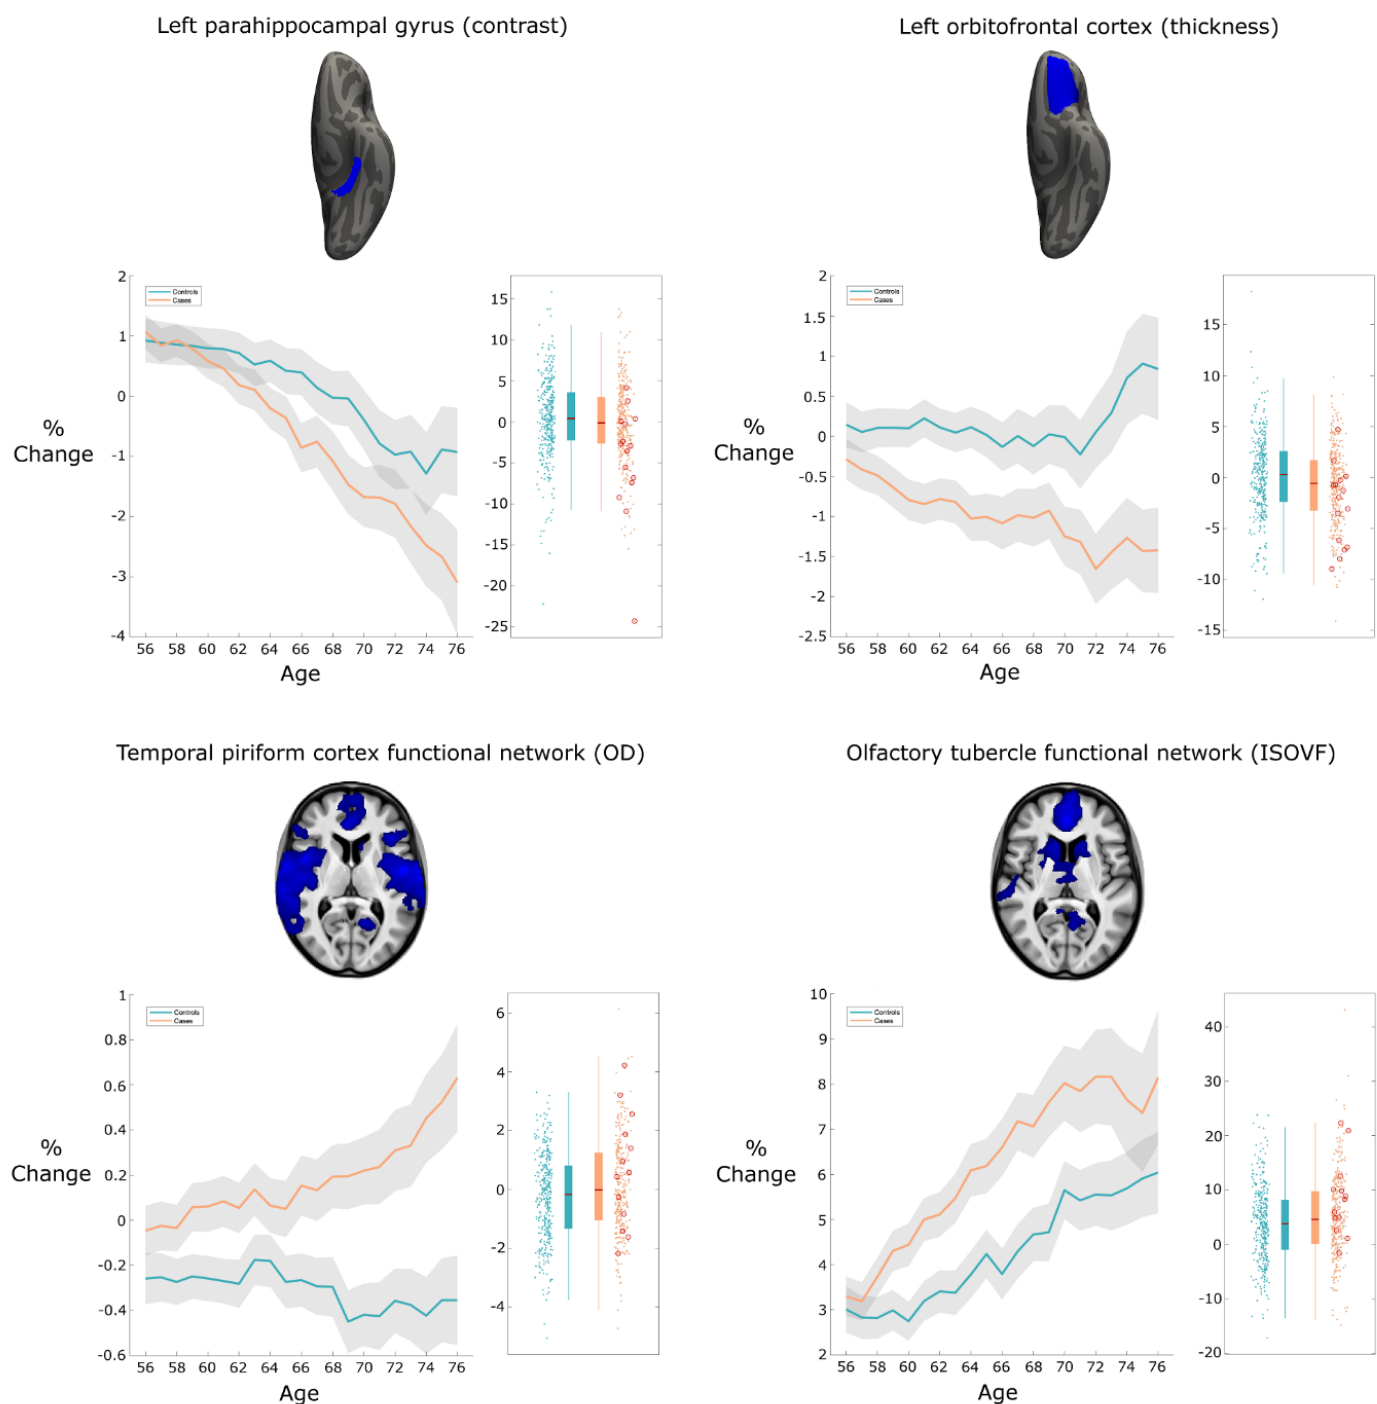 Left parahippocampal gyrus (contrast)
Left orbitofrontal cortex (thickness)
2
1
0
-1
-2
-3
-4
%
Change
Controls
Cases
56 58 60 62 64 66 68 70 72 74 76
Age
15
10
5
0
-5
-10
-15
-20
-25
2
1.5
1
0.5
0
-0.5
-1
-1.5
-2
-2.5
%
Change
Controls
Cases
56 58 60 62 64 66 68 70 72 74 76
Age
15
10
5
0
-5
-10
-15
Temporal piriform cortex functional network (OD)
Olfactory tubercle functional network (ISOVF)
1
0.8
0.6
0.4
0.2
0
-0.2
-0.4
-0.6
%
Change
Controls
Cases
56 58 60 62 64 66 68 70 72 74 76
Age
6
4
2
0
-2
-4
10
9
8
7
6
5
4
3
2
%
Change
Controls
Cases
56 58 60 62 64 66 68 70 72 74 76
Age
40
30
20
10
0
-10
-20